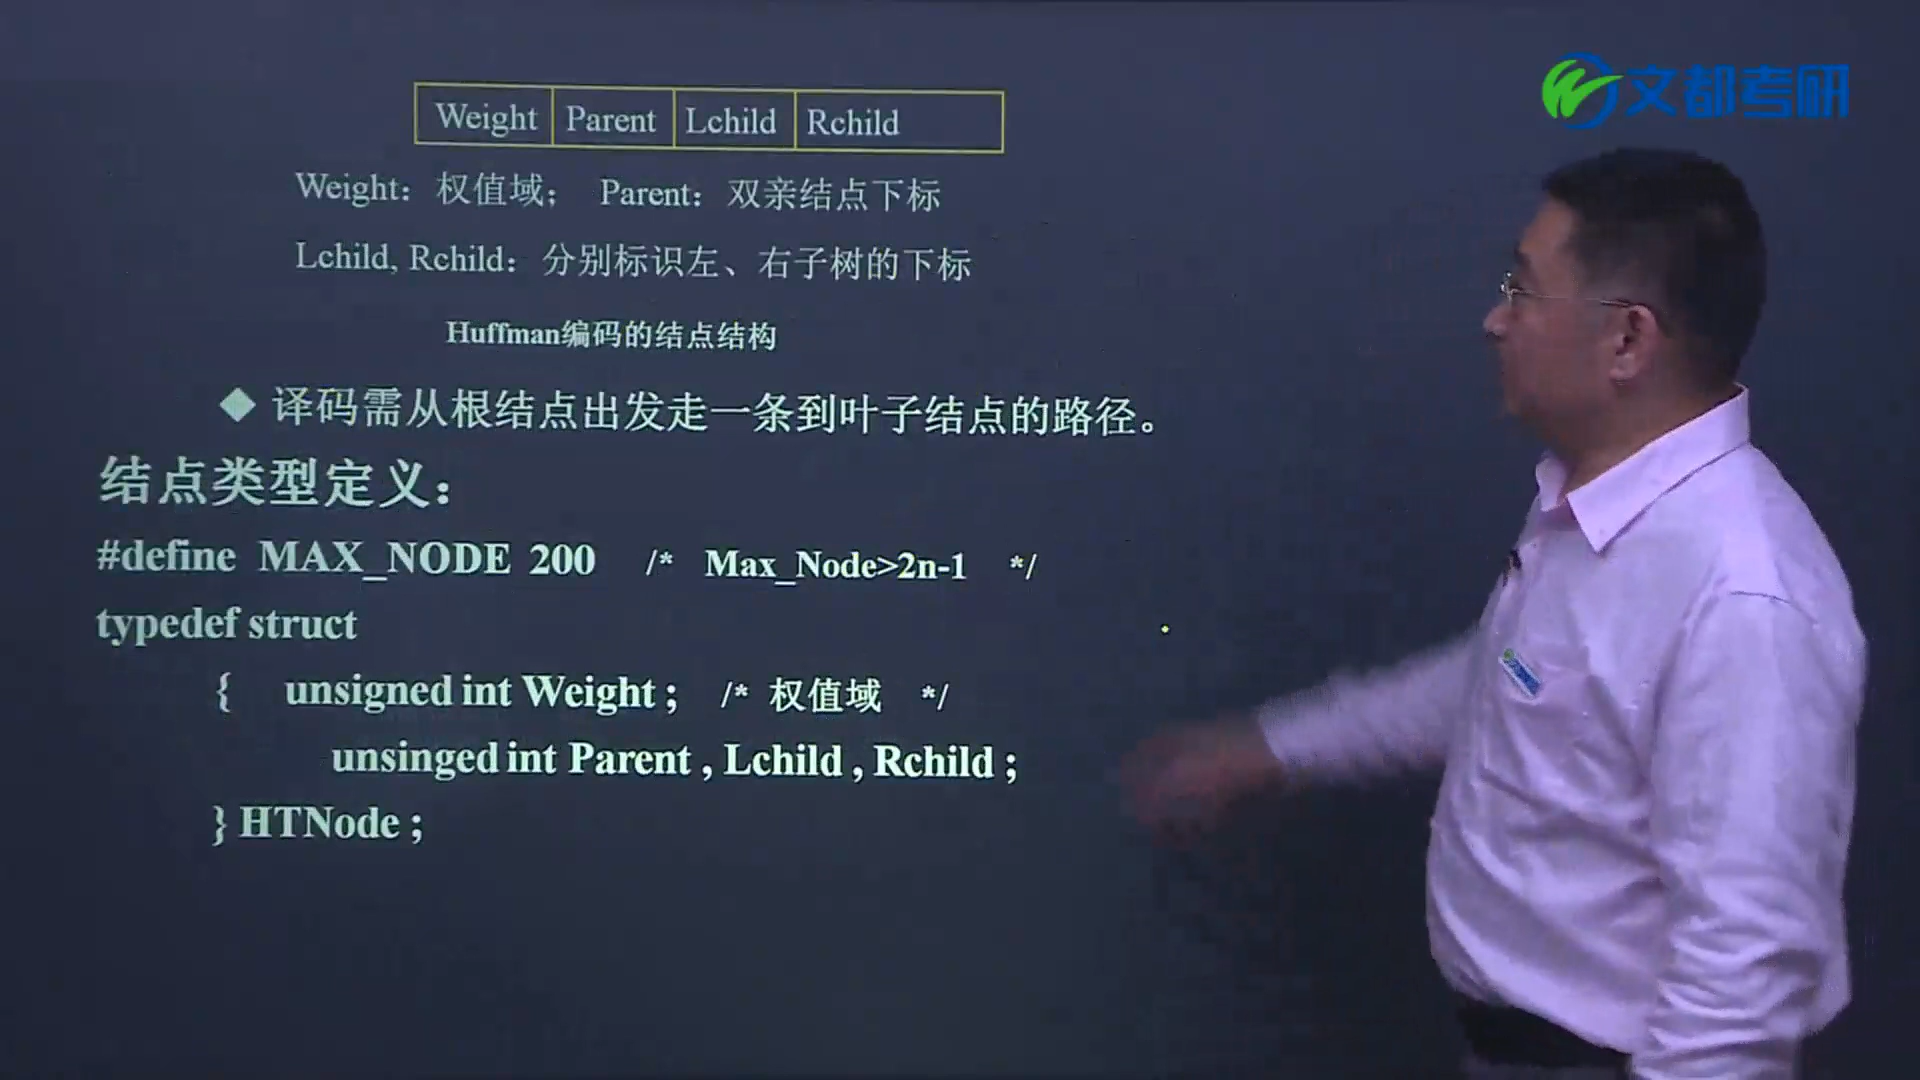 文都考研
Weight Parent Lchild Rchild
Weight：权值域； Parent：双亲结点下标
Lchild, Rchild：分别标识左、右子树的下标
Huffman编码的结点结构
◆ 译码需从根结点出发走一条到叶子结点的路径。
结点类型定义：
#define MAX_NODE 200 /* Max_Node>2n-1 */
typedef struct
{ unsigned int Weight ; /* 权值域 */
unsinged int Parent , Lchild , Rchild ;
} HTNode ;